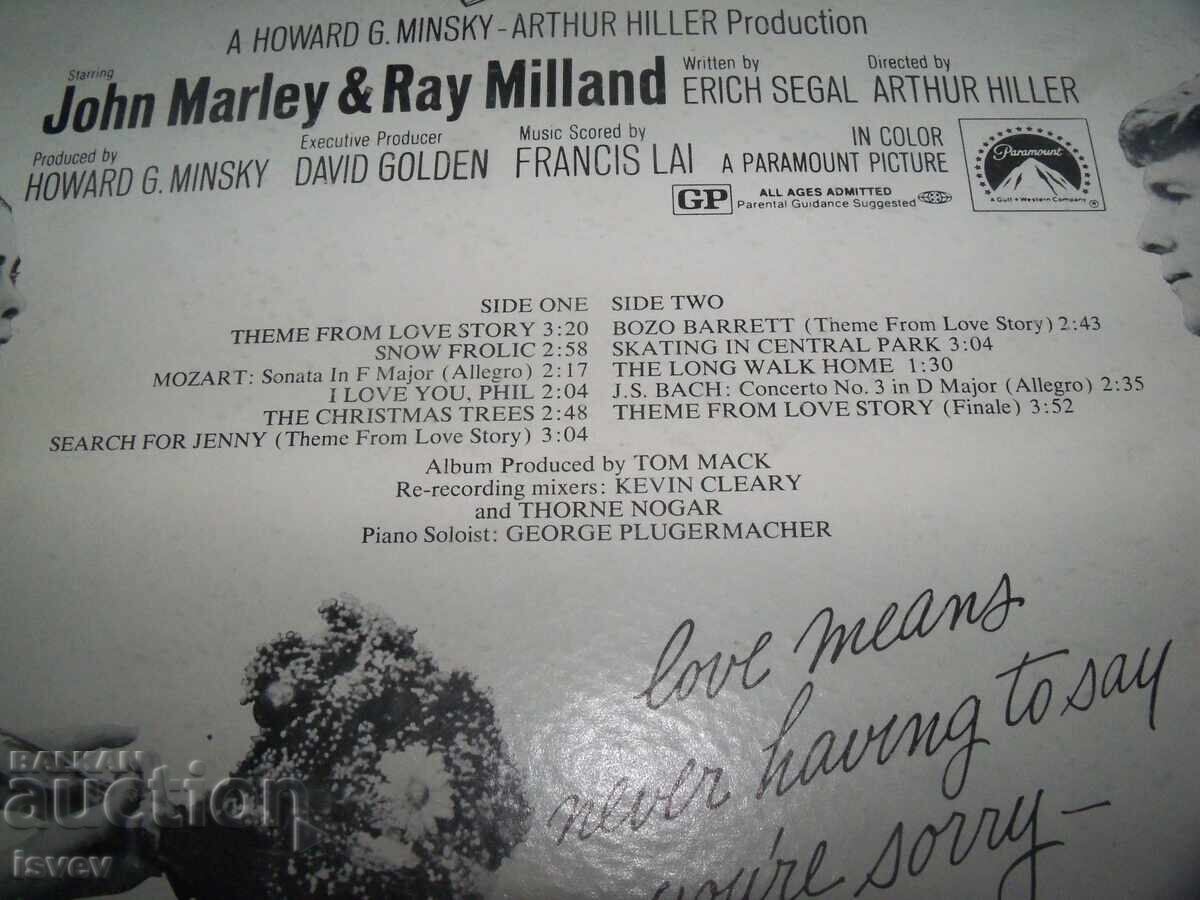 A HOWARD G. MINSKY-ARTHUR HILLER Production
Starring
John Marley & Ray Milland
Written by
ERICH SEGAL
Directed by
ARTHUR HILLER
Produced by
HOWARD G. MINSKY
Executive Producer
DAVID GOLDEN
Music Scored by
FRANCIS LAI
IN COLOR
A PARAMOUNT PICTURE
Paramount
A Gulf + Western Company
®
GP
ALL AGES ADMITTED
Parental Guidance Suggested
SIDE ONE
THEME FROM LOVE STORY 3:20
SNOW FROLIC 2:58
MOZART: Sonata In F Major (Allegro) 2:17
I LOVE YOU, PHIL 2:04
THE CHRISTMAS TREES 2:48
SEARCH FOR JENNY (Theme From Love Story) 3:04
SIDE TWO
BOZO BARRETT (Theme From Love Story) 2:43
SKATING IN CENTRAL PARK 3:04
THE LONG WALK HOME 1:30
J.S. BACH: Concerto No. 3 in D Major (Allegro) 2:35
THEME FROM LOVE STORY (Finale) 3:52
Album Produced by TOM MACK
Re-recording mixers: KEVIN CLEARY
and THORNE NOGAR
Piano Soloist: GEORGE PLUGERMACHER
love means
never having to say
you're sorry—
BALKAN
auction
isvev